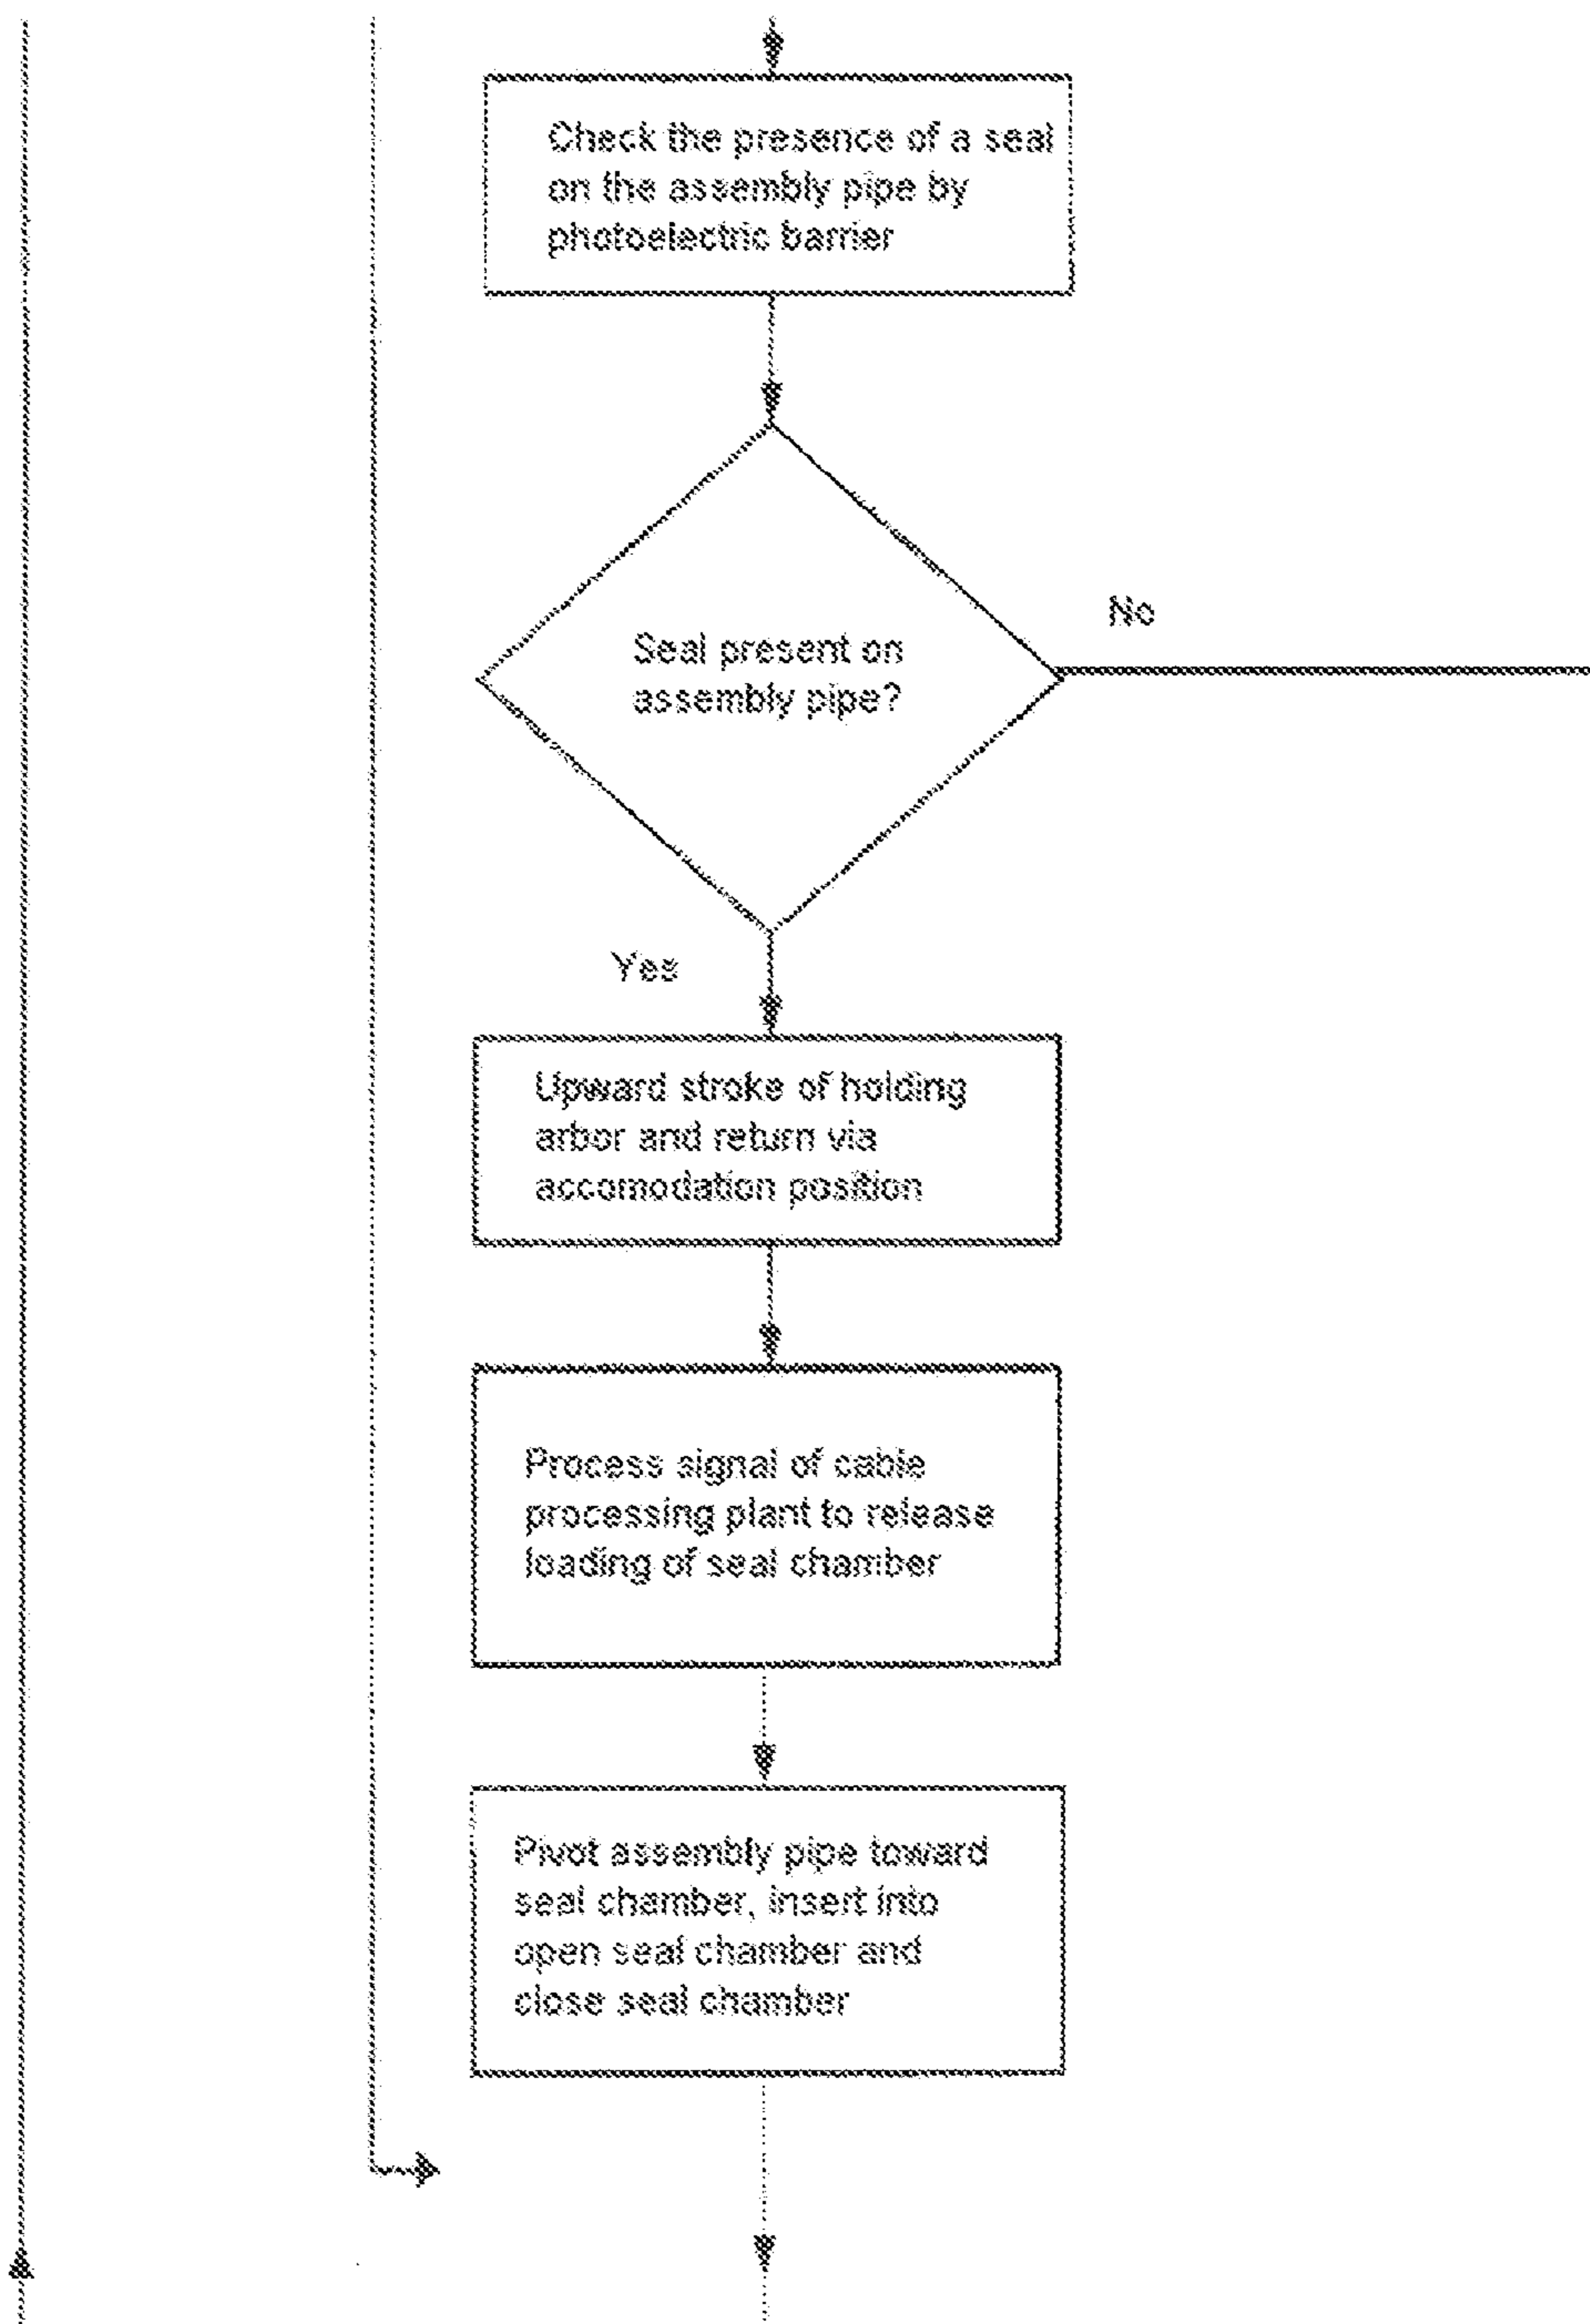 Check the presence of a seal
on the assembly pipe by
photoelectric barrier
No
Seal present on
assembly pipe?
Yes
Upward stroke of holding
arbor and return via
accomodation position
Process signal of cable
processing plant to release
loading of seal chamber
Pivot assembly pipe toward
seal chamber, insert into
open seal chamber and
close seal chamber